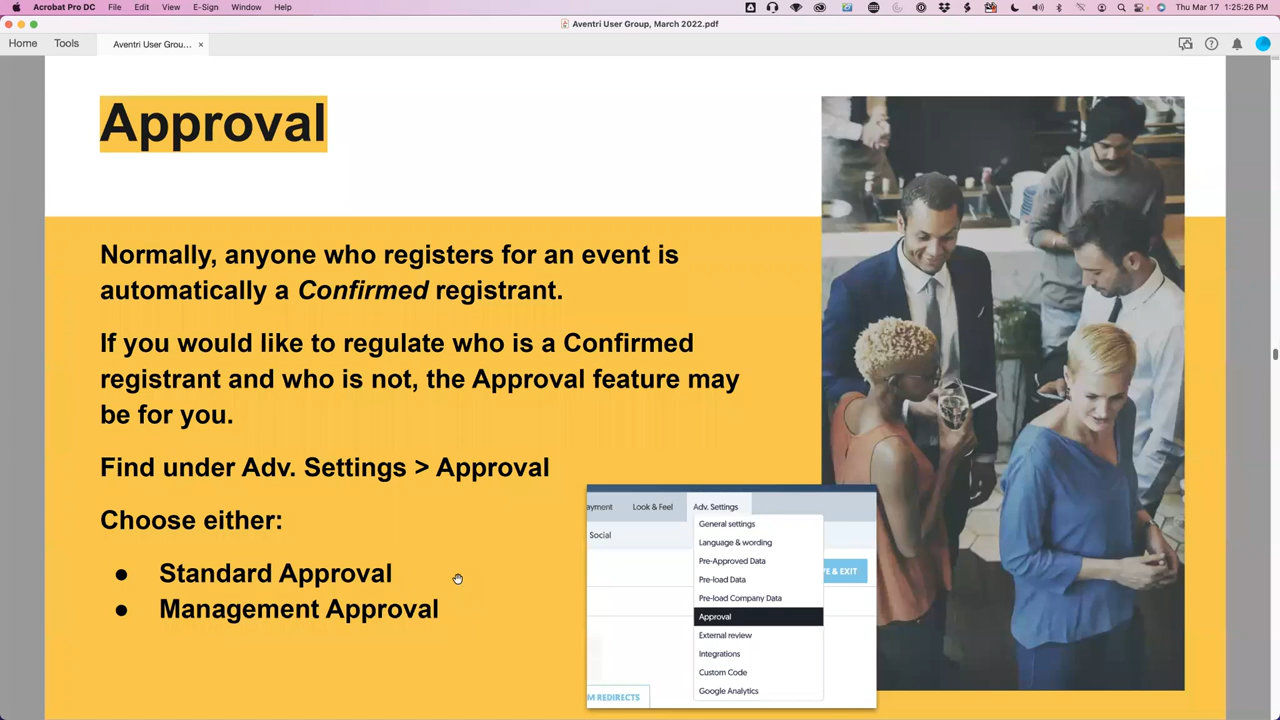 Acrobat Pro DC File Edit View E-Sign Window Help Thu Mar 17 1:25:26 PM
Aventri User Group, March 2022.pdf
Home Tools Aventri User Grou... ×
Approval
Normally, anyone who registers for an event is
automatically a Confirmed registrant.
If you would like to regulate who is a Confirmed
registrant and who is not, the Approval feature may
be for you.
Find under Adv. Settings > Approval
Choose either:
● Standard Approval
● Management Approval
ayment Look & Feel Adv. Settings
Social
General settings
Language & wording
Pre-Approved Data
Pre-load Data
Pre-load Company Data
Approval
External review
Integrations
Custom Code
Google Analytics
E & EXIT
M REDIRECTS